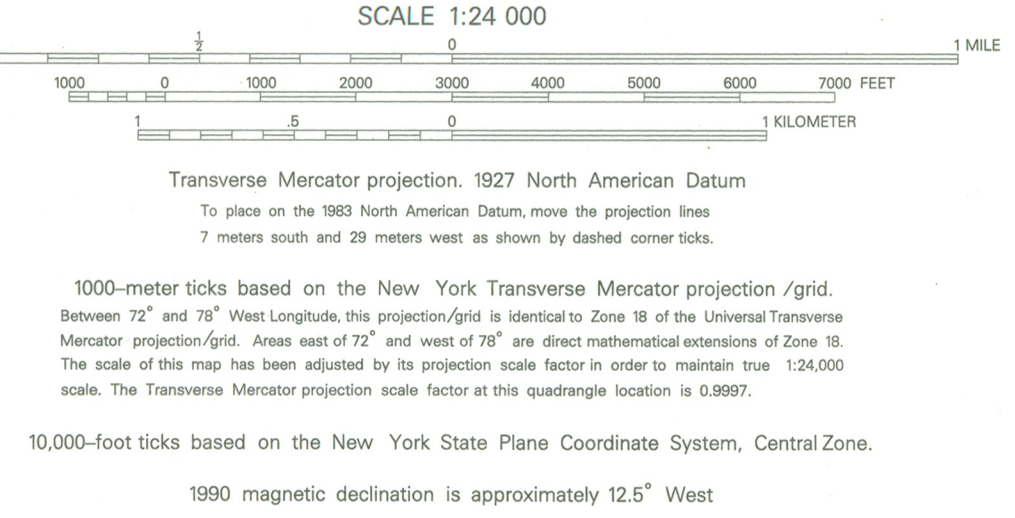 SCALE 1:24 000
½ 0 1 MILE
1000 0 1000 2000 3000 4000 5000 6000 7000 FEET
1 .5 0 1 KILOMETER
Transverse Mercator projection. 1927 North American Datum
To place on the 1983 North American Datum, move the projection lines
7 meters south and 29 meters west as shown by dashed corner ticks.
1000–meter ticks based on the New York Transverse Mercator projection /grid.
Between 72° and 78° West Longitude, this projection/grid is identical to Zone 18 of the Universal Transverse
Mercator projection/grid. Areas east of 72° and west of 78° are direct mathematical extensions of Zone 18.
The scale of this map has been adjusted by its projection scale factor in order to maintain true 1:24,000
scale. The Transverse Mercator projection scale factor at this quadrangle location is 0.9997.
10,000–foot ticks based on the New York State Plane Coordinate System, Central Zone.
1990 magnetic declination is approximately 12.5° West